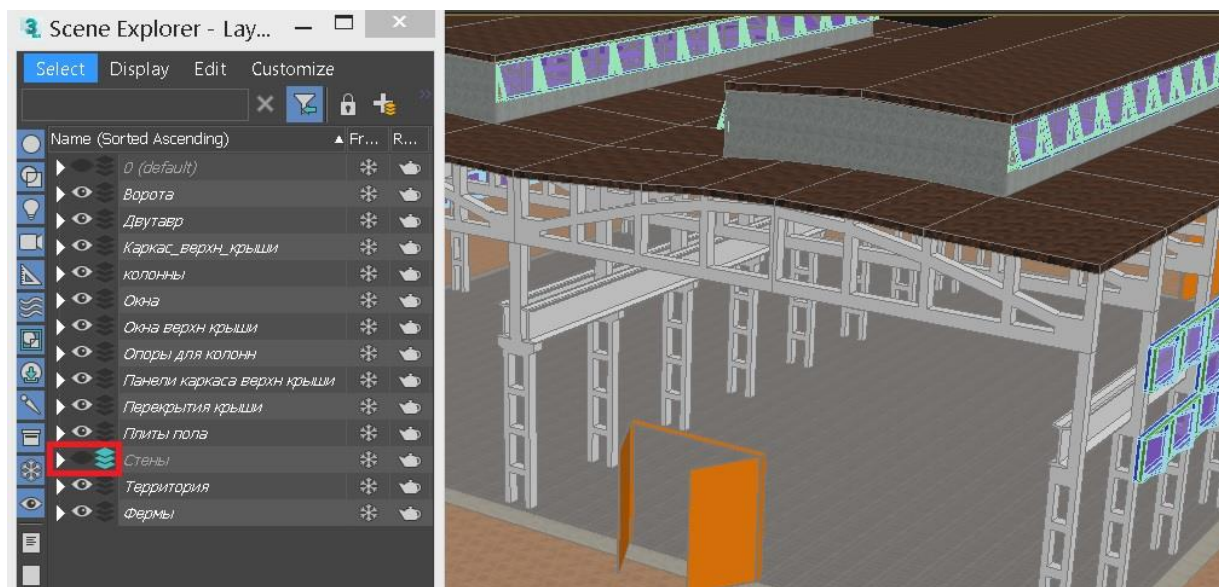 Scene Explorer - Lay...
Select Display Edit Customize
Name (Sorted Ascending) Fr... R...
0 (default)
Ворота
Двутавр
Каркас_верхн_крыши
колонны
Окна
Окна верхн крыши
Опоры для колонн
Панели каркаса верхн крыши
Перекрытия крыши
Плиты пола
Стены
Территория
Фермы